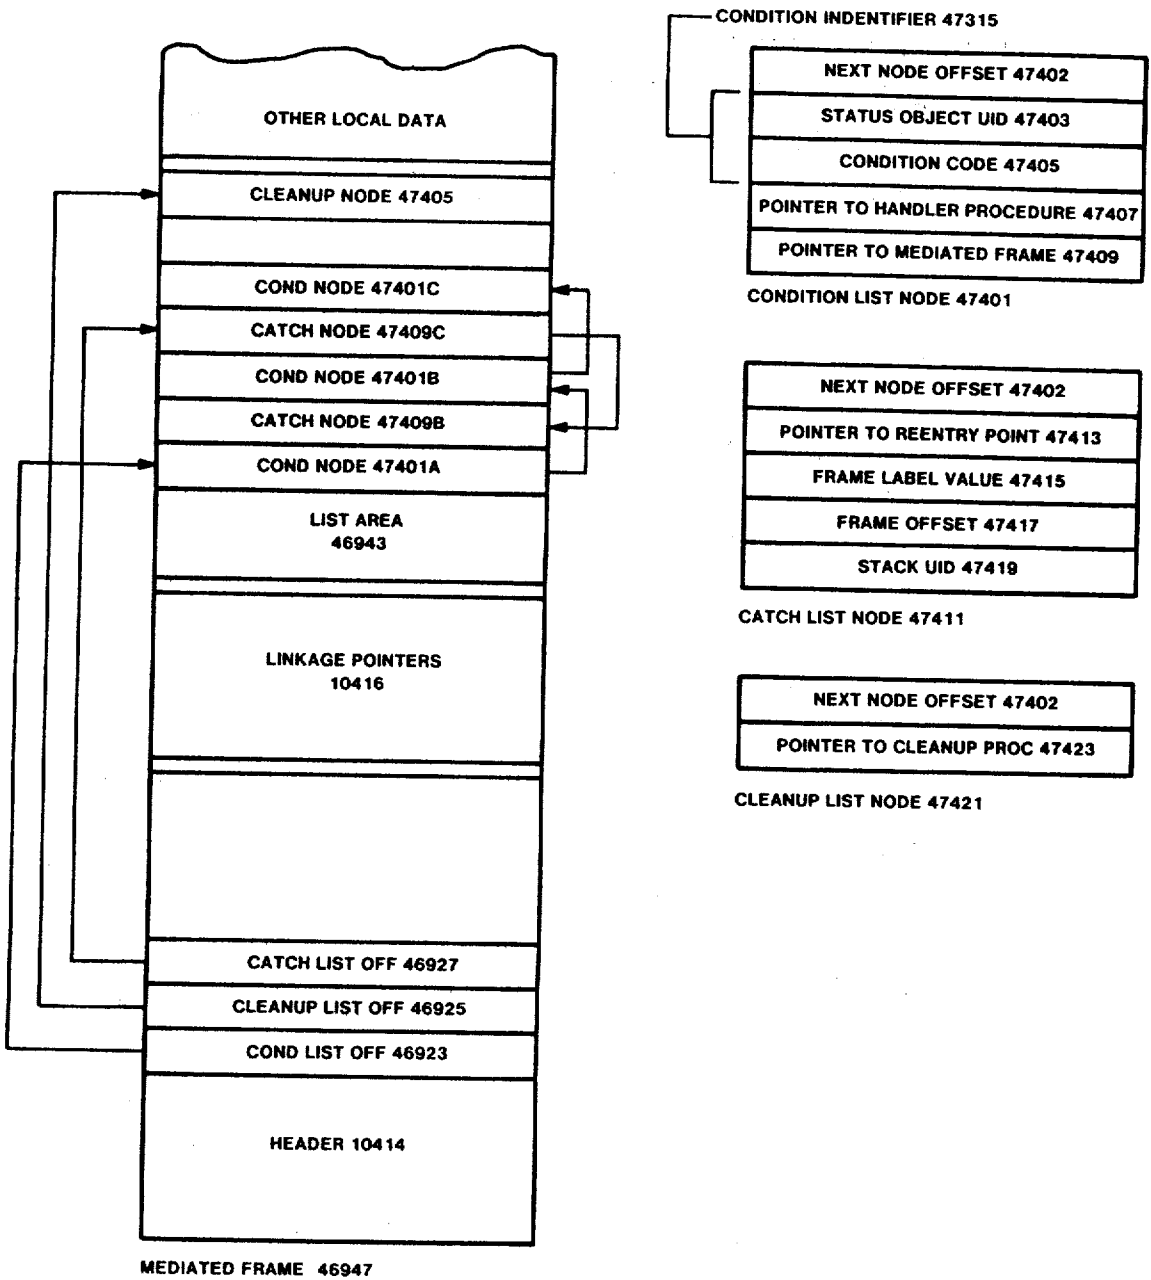 CONDITION INDENTIFIER 47315
OTHER LOCAL DATA
CLEANUP NODE 47405
COND NODE 47401C
CATCH NODE 47409C
COND NODE 47401B
CATCH NODE 47409B
COND NODE 47401A
LIST AREA
46943
LINKAGE POINTERS
10416
CATCH LIST OFF 46927
CLEANUP LIST OFF 46925
COND LIST OFF 46923
HEADER 10414
MEDIATED FRAME 46947
NEXT NODE OFFSET 47402
STATUS OBJECT UID 47403
CONDITION CODE 47405
POINTER TO HANDLER PROCEDURE 47407
POINTER TO MEDIATED FRAME 47409
CONDITION LIST NODE 47401
NEXT NODE OFFSET 47402
POINTER TO REENTRY POINT 47413
FRAME LABEL VALUE 47415
FRAME OFFSET 47417
STACK UID 47419
CATCH LIST NODE 47411
NEXT NODE OFFSET 47402
POINTER TO CLEANUP PROC 47423
CLEANUP LIST NODE 47421